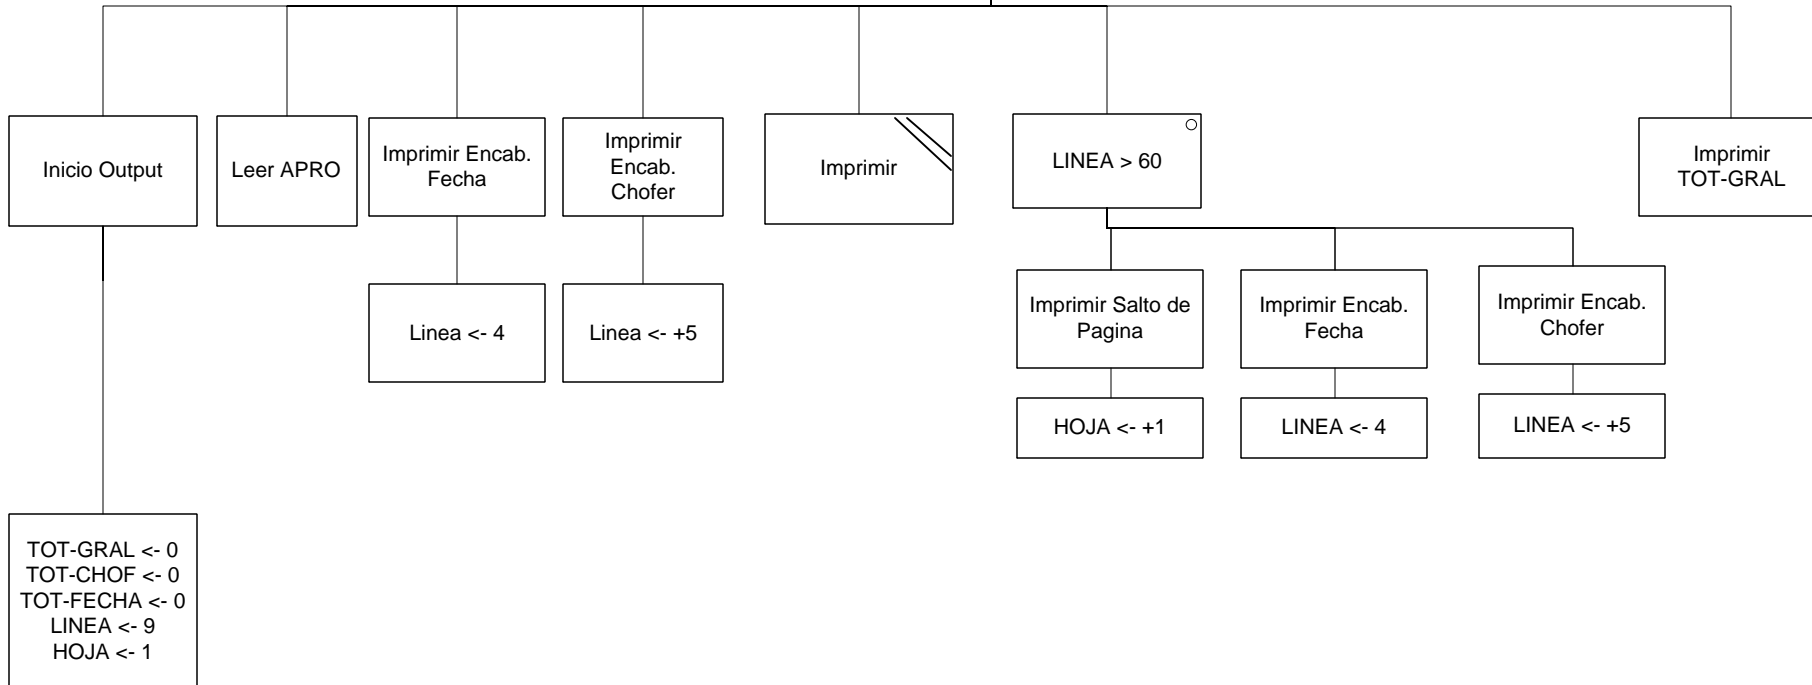 Inicio Output
Leer APRO
Imprimir Encab.
Fecha
Imprimir
Encab.
Chofer
Imprimir
LINEA > 60
Imprimir
TOT-GRAL
Linea <- 4
Linea <- +5
Imprimir Salto de
Pagina
Imprimir Encab.
Fecha
Imprimir Encab.
Chofer
HOJA <- +1
LINEA <- 4
LINEA <- +5
TOT-GRAL <- 0
TOT-CHOF <- 0
TOT-FECHA <- 0
LINEA <- 9
HOJA <- 1